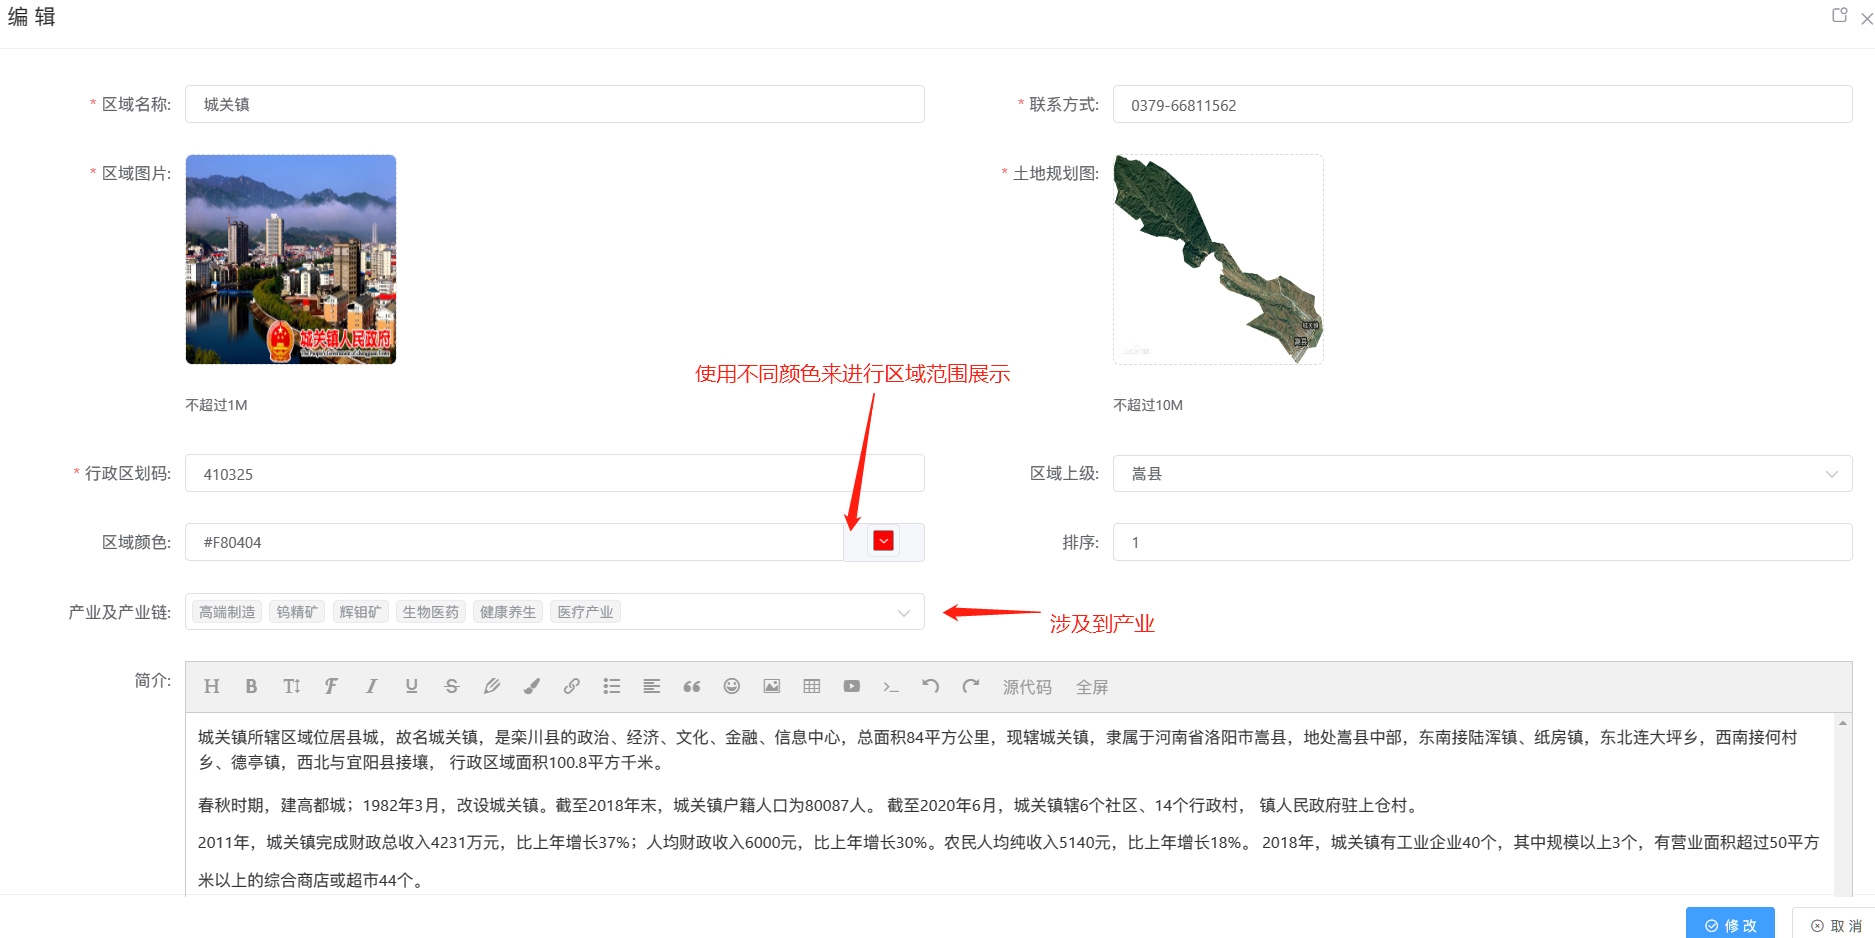 编 辑
* 区域名称:
城关镇
* 联系方式:
0379-66811562
* 区域图片:
城关镇人民政府
* 土地规划图:
使用不同颜色来进行区域范围展示
不超过1M
不超过10M
* 行政区划码:
410325
区域上级:
嵩县
区域颜色:
#F80404
排序:
1
产业及产业链:
高端制造 钨精矿 辉钼矿 生物医药 健康养生 医疗产业
涉及到产业
简介:
源代码 全屏
城关镇所辖区域位居县城，故名城关镇，是栾川县的政治、经济、文化、金融、信息中心，总面积84平方公里，现辖城关镇，隶属于河南省洛阳市嵩县，地处嵩县中部，东南接陆浑镇、纸房镇，东北连大坪乡，西南接何村
乡、德亭镇，西北与宜阳县接壤， 行政区域面积100.8平方千米。
春秋时期，建高都城；1982年3月，改设城关镇。截至2018年末，城关镇户籍人口为80087人。 截至2020年6月，城关镇辖6个社区、14个行政村， 镇人民政府驻上仓村。
2011年，城关镇完成财政总收入4231万元，比上年增长37%；人均财政收入6000元，比上年增长30%。农民人均纯收入5140元，比上年增长18%。 2018年，城关镇有工业企业40个，其中规模以上3个，有营业面积超过50平方
米以上的综合商店或超市44个。
修 改
取 消